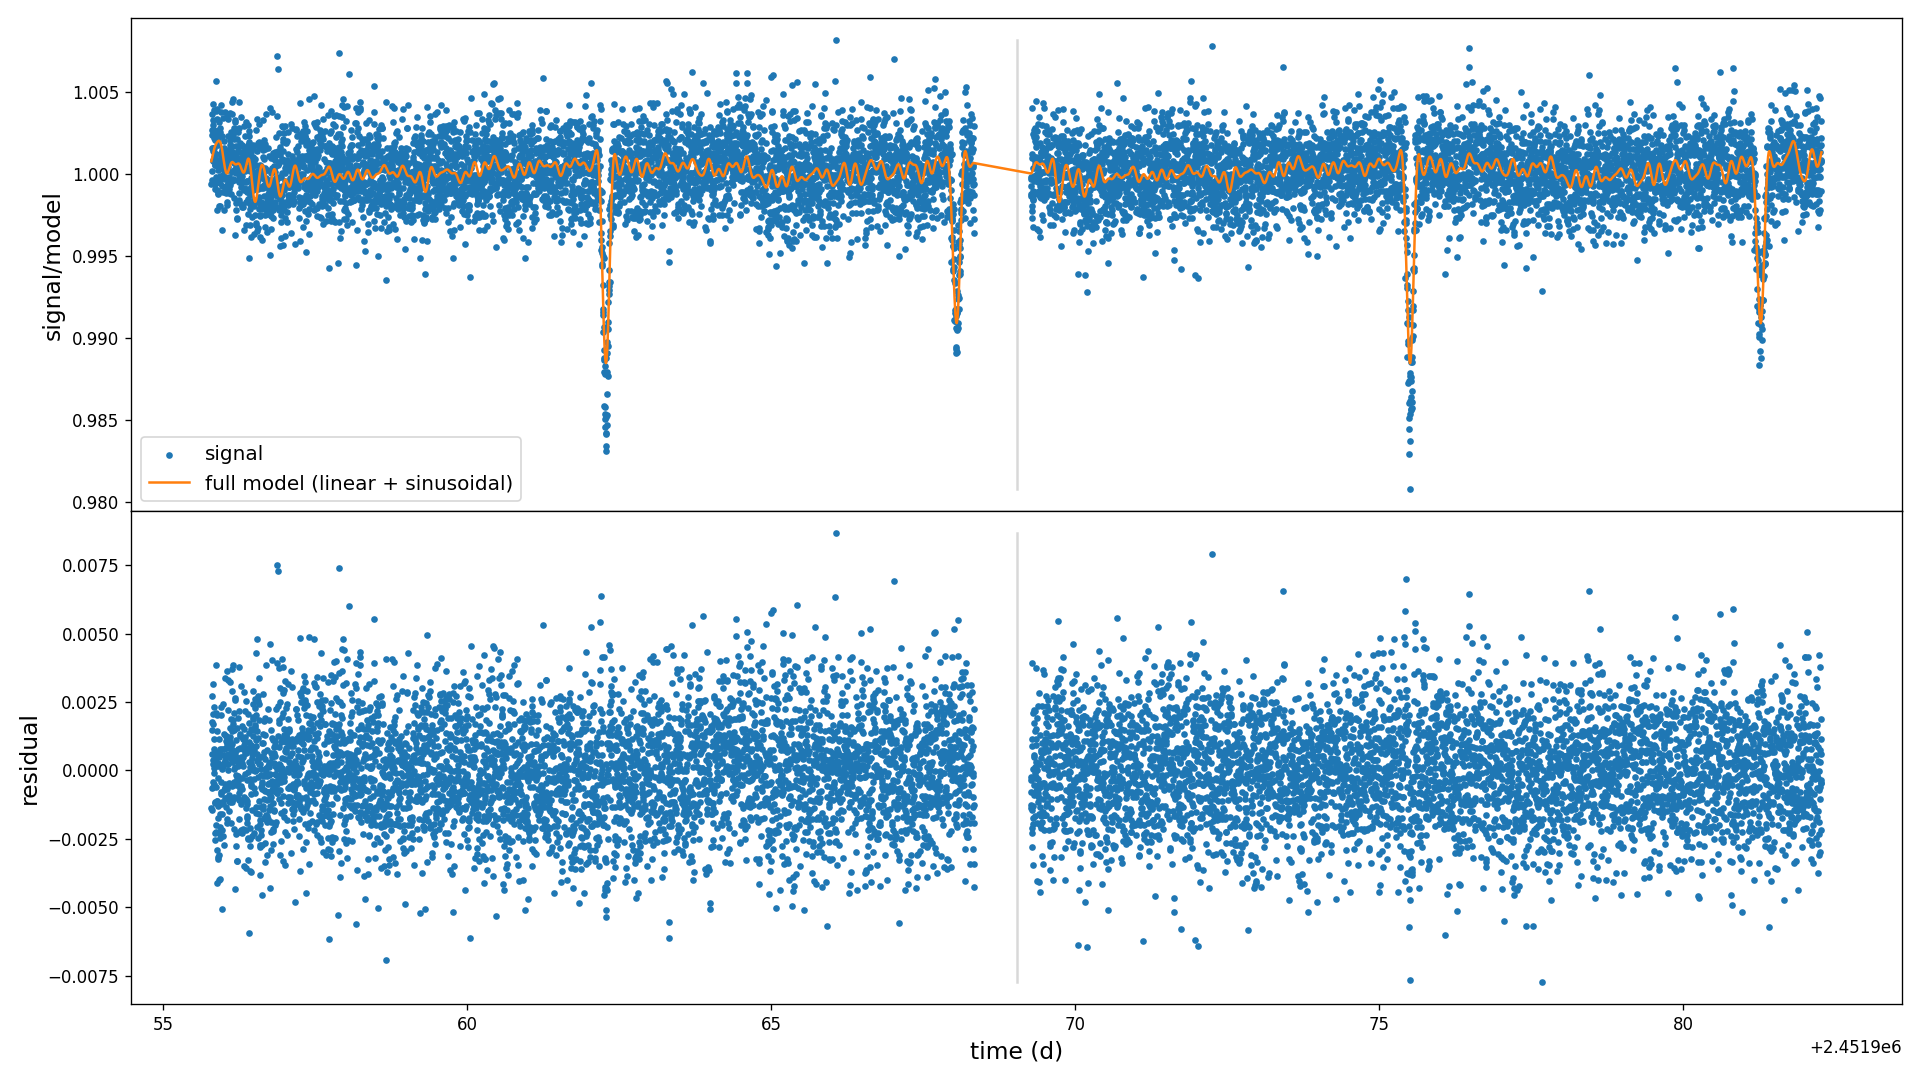 signal/model
1.005
1.000
0.995
0.990
0.985
0.980
signal
full model (linear + sinusoidal)
residual
0.0075
0.0050
0.0025
0.0000
−0.0025
−0.0050
−0.0075
55 60 65 70 75 80
time (d)
+2.4519e6